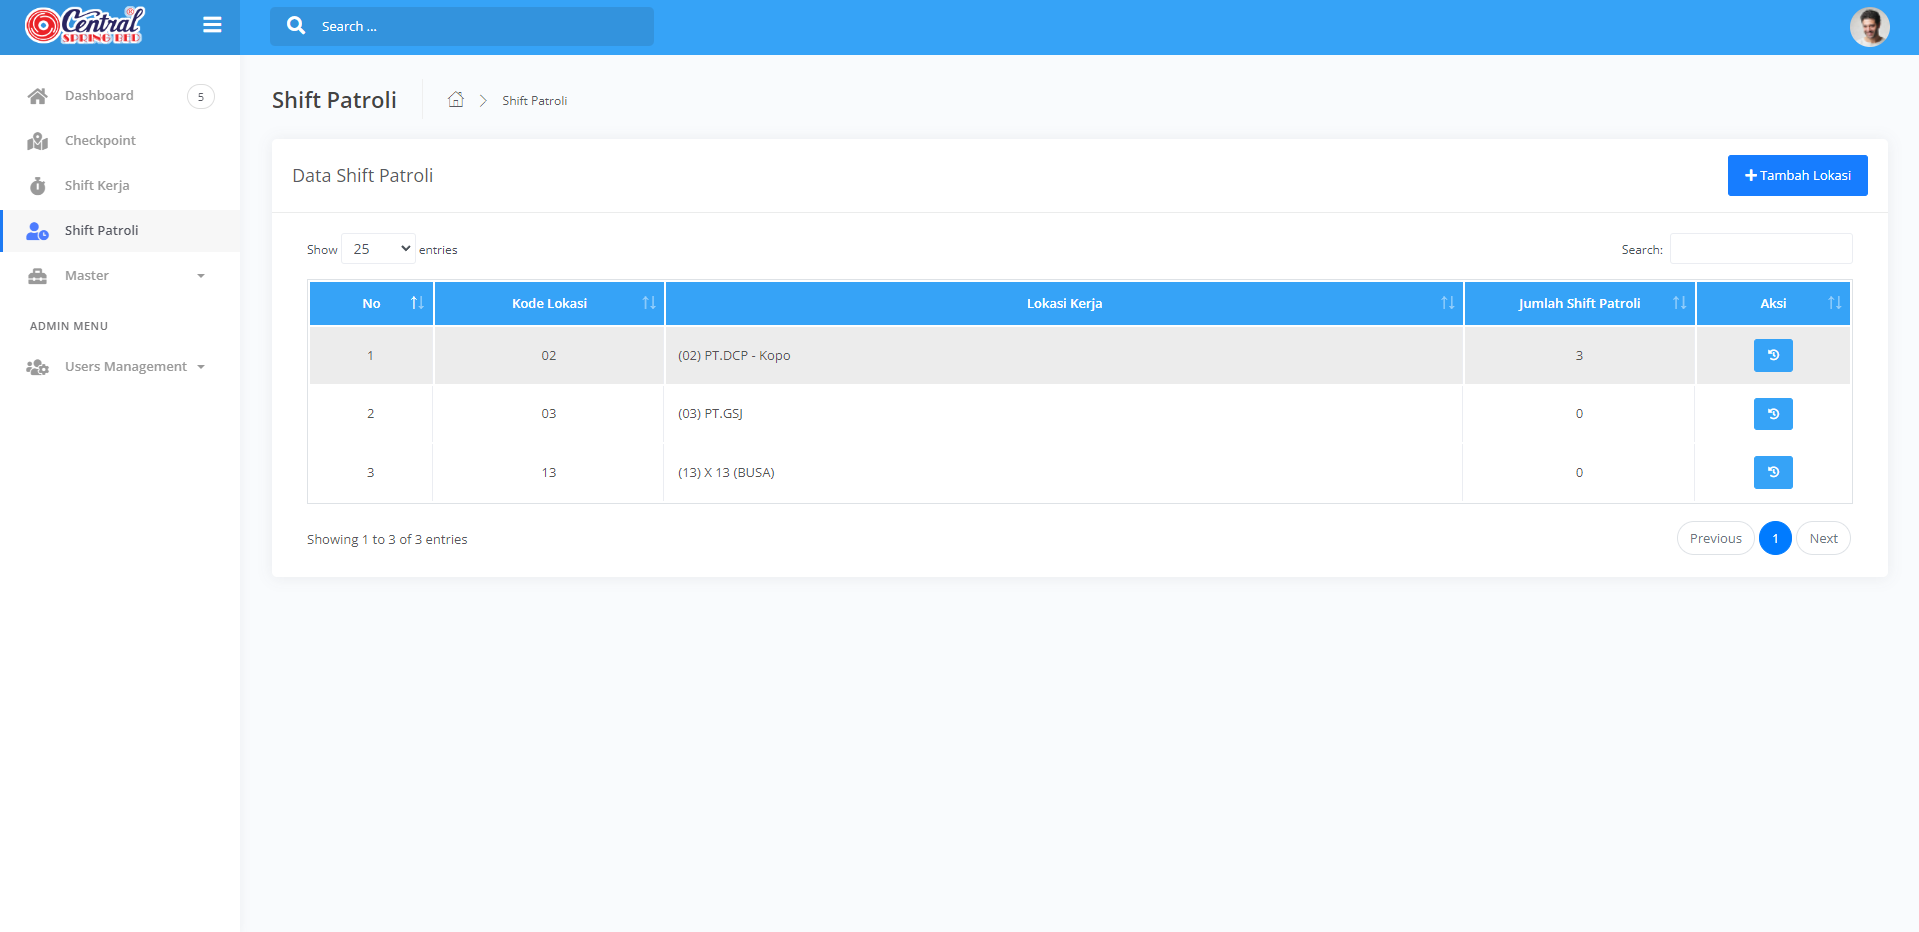 Central®
SPRING BED
Search ...
Dashboard 5
Checkpoint
Shift Kerja
Shift Patroli
Master
ADMIN MENU
Users Management
Shift Patroli
Shift Patroli
Data Shift Patroli
Tambah Lokasi
Show 25 entries
Search:
No Kode Lokasi Lokasi Kerja Jumlah Shift Patroli Aksi
1 02 (02) PT.DCP - Kopo 3
2 03 (03) PT.GSJ 0
3 13 (13) X 13 (BUSA) 0
Showing 1 to 3 of 3 entries
Previous 1 Next